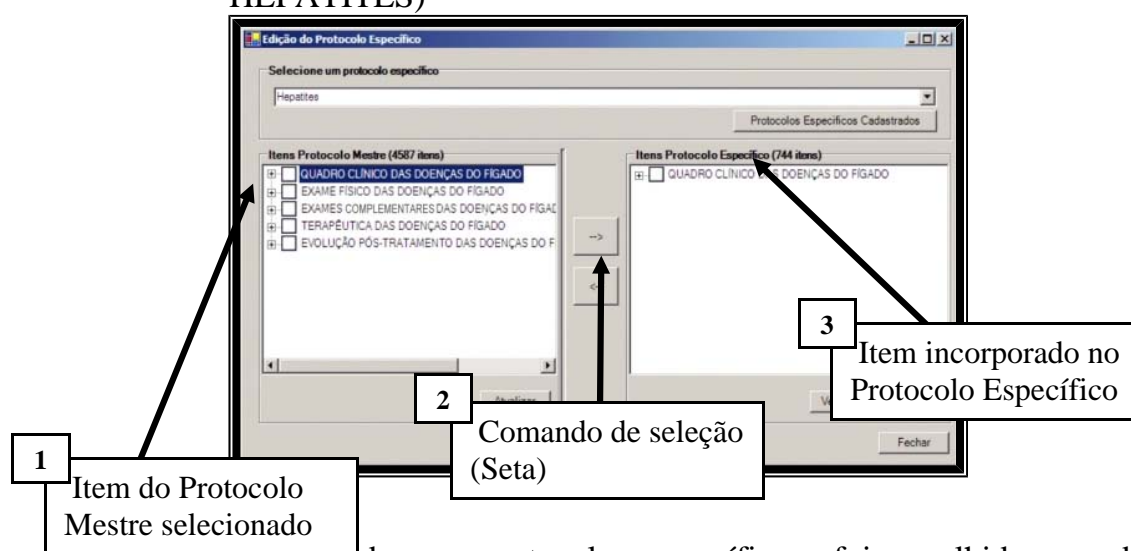 HEPATITES)
Edição do Protocolo Específico
Selecione um protocolo específico
Hepatites
Protocolos Específicos Cadastrados
Itens Protocolo Mestre (4587 itens)
QUADRO CLÍNICO DAS DOENÇAS DO FÍGADO
EXAME FÍSICO DAS DOENÇAS DO FÍGADO
EXAMES COMPLEMENTARES DAS DOENÇAS DO FÍGAD
TERAPÊUTICA DAS DOENÇAS DO FÍGADO
EVOLUÇÃO PÓS-TRATAMENTO DAS DOENÇAS DO F
-->
Itens Protocolo Específico (744 itens)
QUADRO CLÍNICO DAS DOENÇAS DO FÍGADO
3
Item incorporado no
Protocolo Específico
2
Comando de seleção
(Seta)
Fechar
1
Item do Protocolo
Mestre selecionado